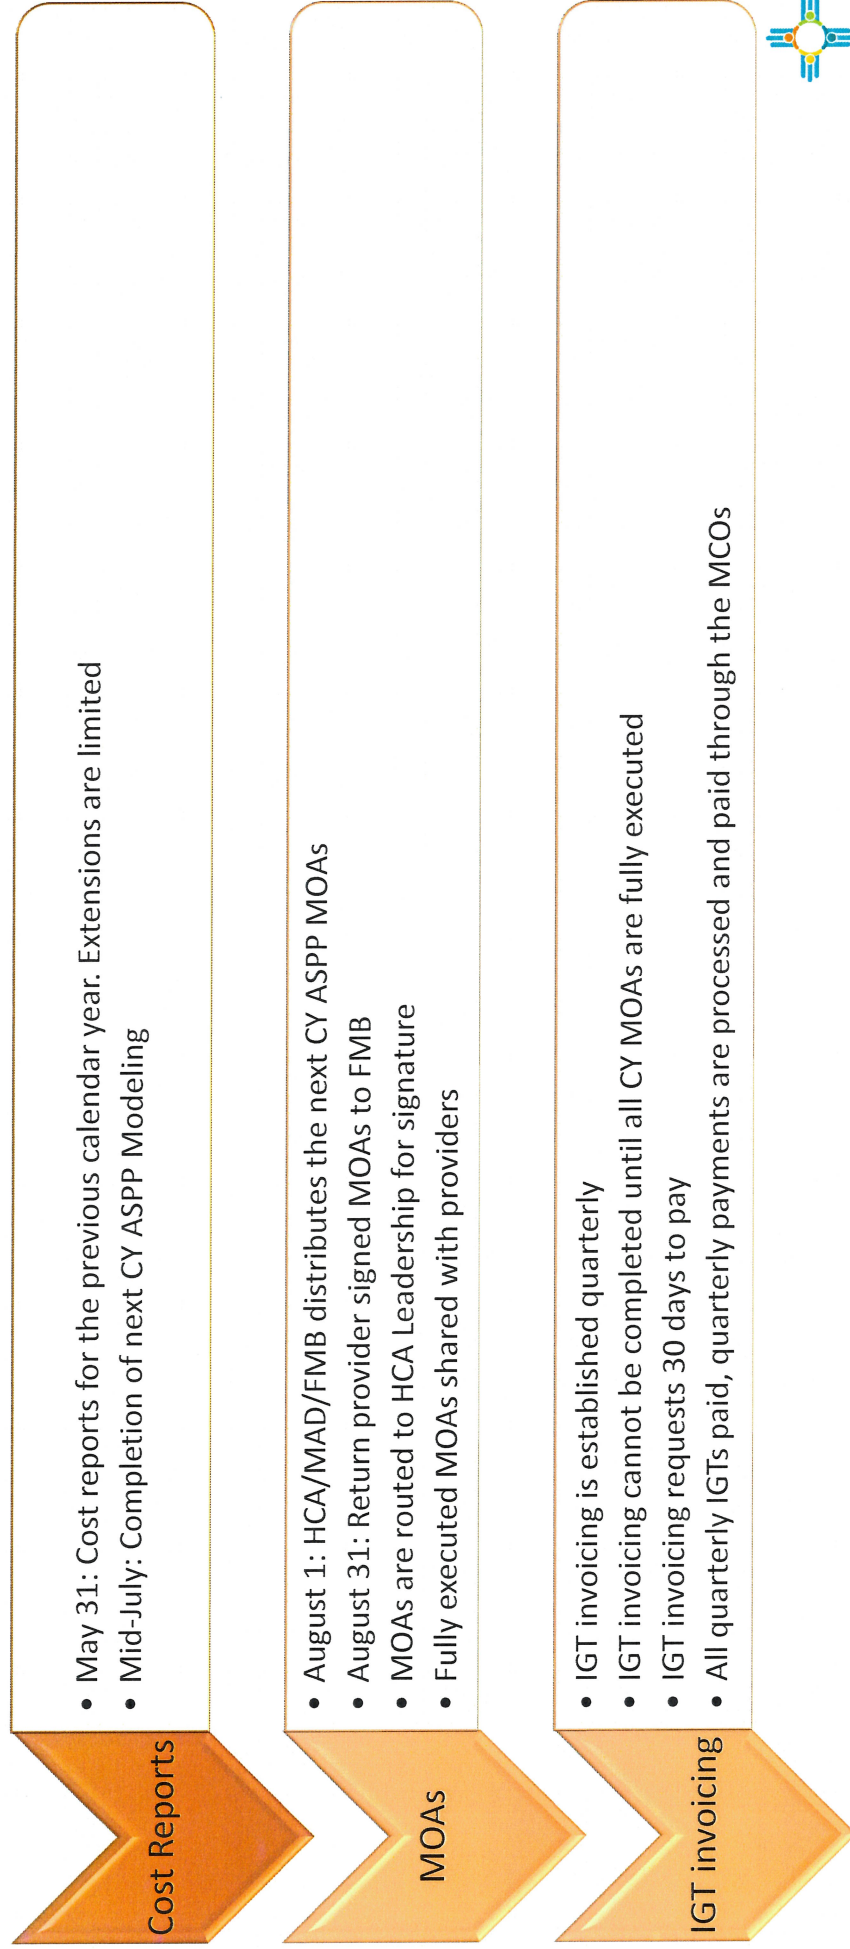 Cost Reports
• May 31: Cost reports for the previous calendar year. Extensions are limited
• Mid-July: Completion of next CY ASPP Modeling
MOAs
• August 1: HCA/MAD/FMB distributes the next CY ASPP MOAs
• August 31: Return provider signed MOAs to FMB
• MOAs are routed to HCA Leadership for signature
• Fully executed MOAs shared with providers
IGT invoicing
• IGT invoicing is established quarterly
• IGT invoicing cannot be completed until all CY MOAs are fully executed
• IGT invoicing requests 30 days to pay
• All quarterly IGTs paid, quarterly payments are processed and paid through the MCOs